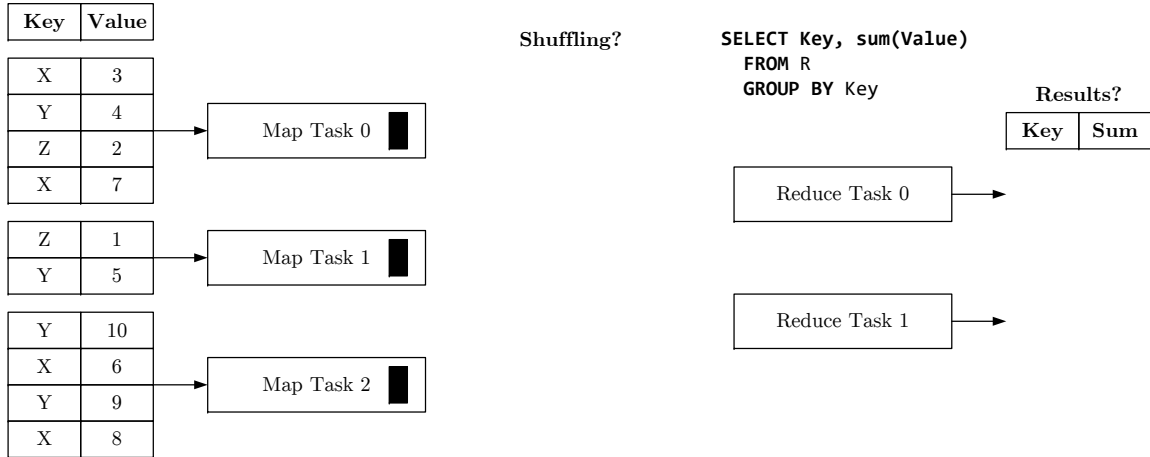 Key Value
Shuffling?
SELECT Key, sum(Value)
FROM R
GROUP BY Key
Results?
Key Sum
X 3
Y 4
Z 2
X 7
Map Task 0
Reduce Task 0
Z 1
Y 5
Map Task 1
Reduce Task 1
Y 10
X 6
Y 9
X 8
Map Task 2